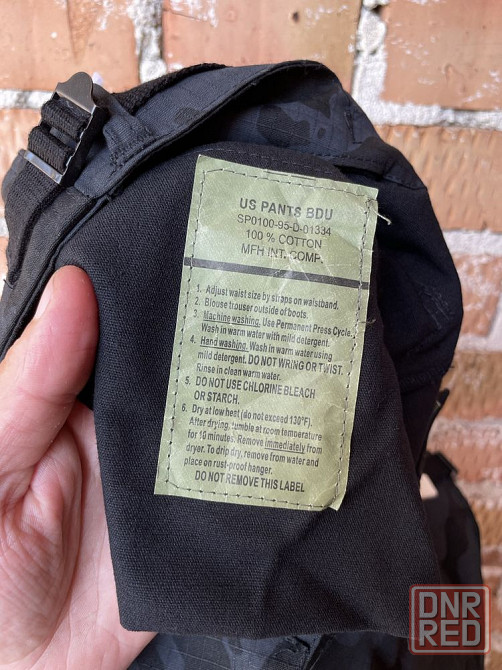 US PANTS BDU
SP0100-95-D-01334
100 % COTTON
MFH INT. COMP.
1. Adjust waist size by straps on waistband.
2. Blouse trouser outside of boots.
3. Machine washing. Use Permanent Press Cycle.
Wash in warm water with mild detergent.
4. Hand washing. Wash in warm water using
mild detergent. DO NOT WRING OR TWIST.
Rinse in clean warm water.
5. DO NOT USE CHLORINE BLEACH
OR STARCH.
6. Dry at low hest (do not exceed 130°F).
After drying, tumble at room temperature
for 10 minutes. Remove immediately from
dryer. To drip dry, remove from water and
place on rust-proof hanger.
DO NOT REMOVE THIS LABEL
DNR
RED